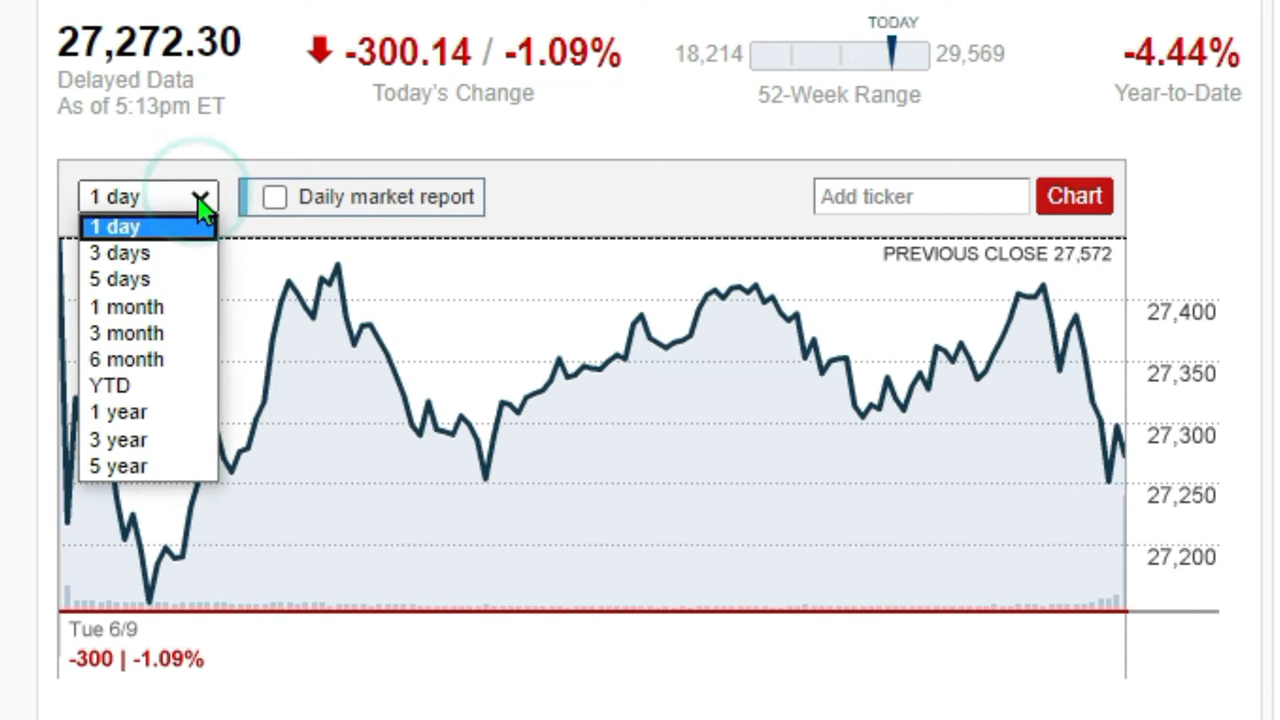 27,272.30
Delayed Data
As of 5:13pm ET
-300.14 / -1.09%
Today's Change
TODAY
18,214
29,569
52-Week Range
-4.44%
Year-to-Date
1 day
Daily market report
Add ticker
Chart
1 day
3 days
5 days
1 month
3 month
6 month
YTD
1 year
3 year
5 year
PREVIOUS CLOSE 27,572
27,400
27,350
27,300
27,250
27,200
Tue 6/9
-300 | -1.09%